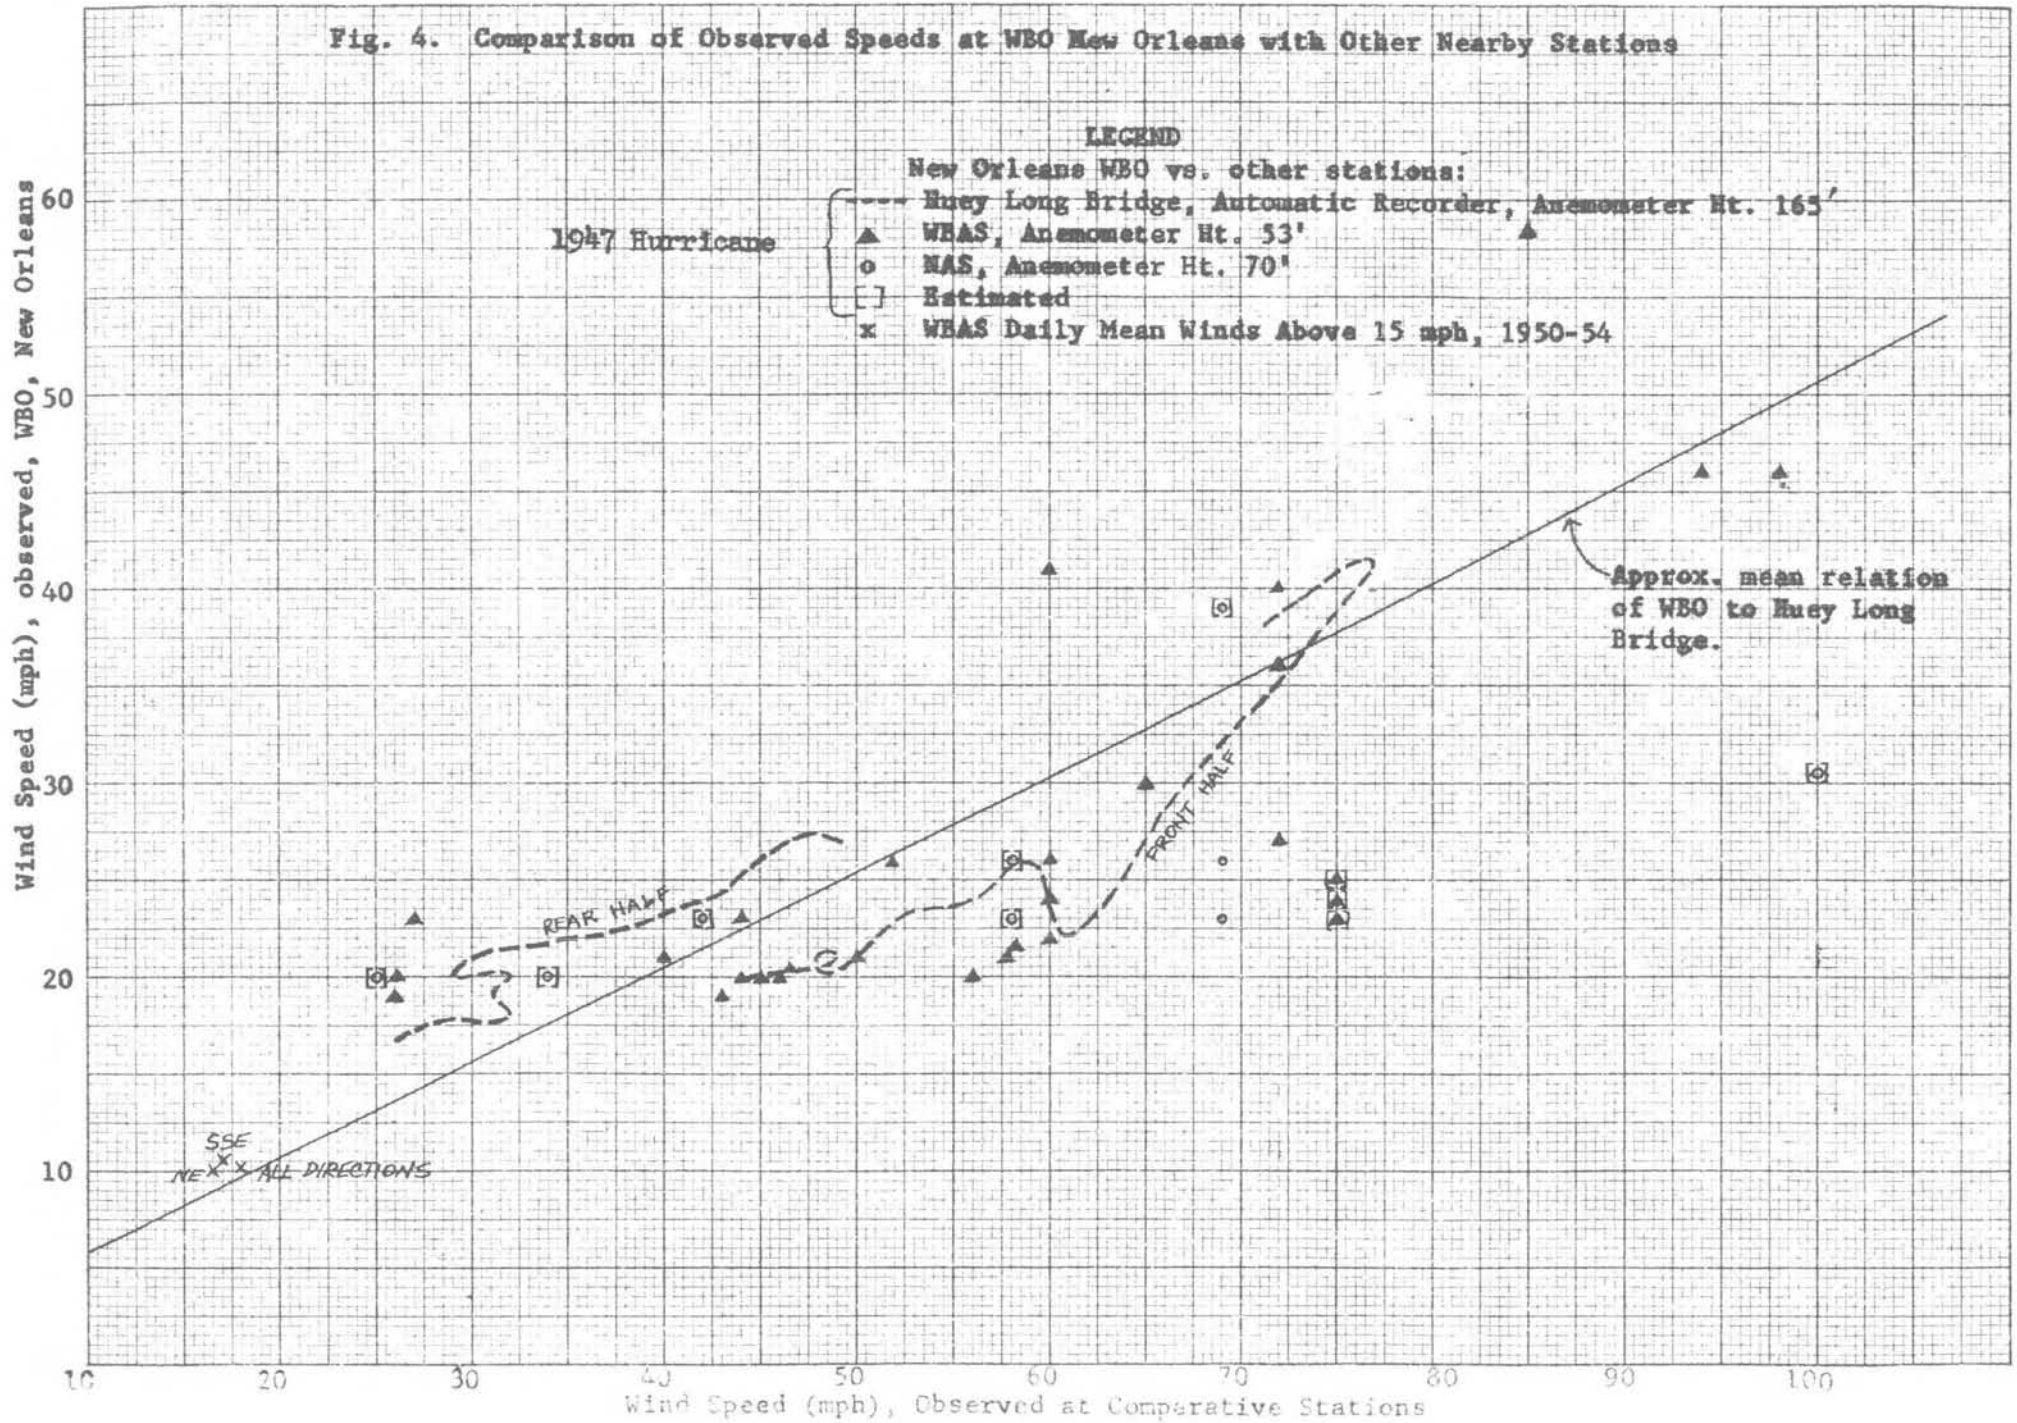 Fig. 4. Comparison of Observed Speeds at WBO New Orleans with Other Nearby Stations
LEGEND
New Orleans WBO vs. other stations:
1947 Hurricane
---- Huey Long Bridge, Automatic Recorder, Anemometer Ht. 165'
▲ WBAS, Anemometer Ht. 53'
o NAS, Anemometer Ht. 70'
[ ] Estimated
x WBAS Daily Mean Winds Above 15 mph, 1950-54
Wind Speed (mph), observed, WBO, New Orleans
60
50
40
30
20
10
Approx. mean relation
of WBO to Huey Long
Bridge.
FRONT HALF
REAR HALF
SSE
NE
ALL DIRECTIONS
10 20 30 40 50 60 70 80 90 100
Wind Speed (mph), Observed at Comparative Stations